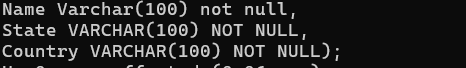 Name Varchar(100) not null,
State VARCHAR(100) NOT NULL,
Country VARCHAR(100) NOT NULL);